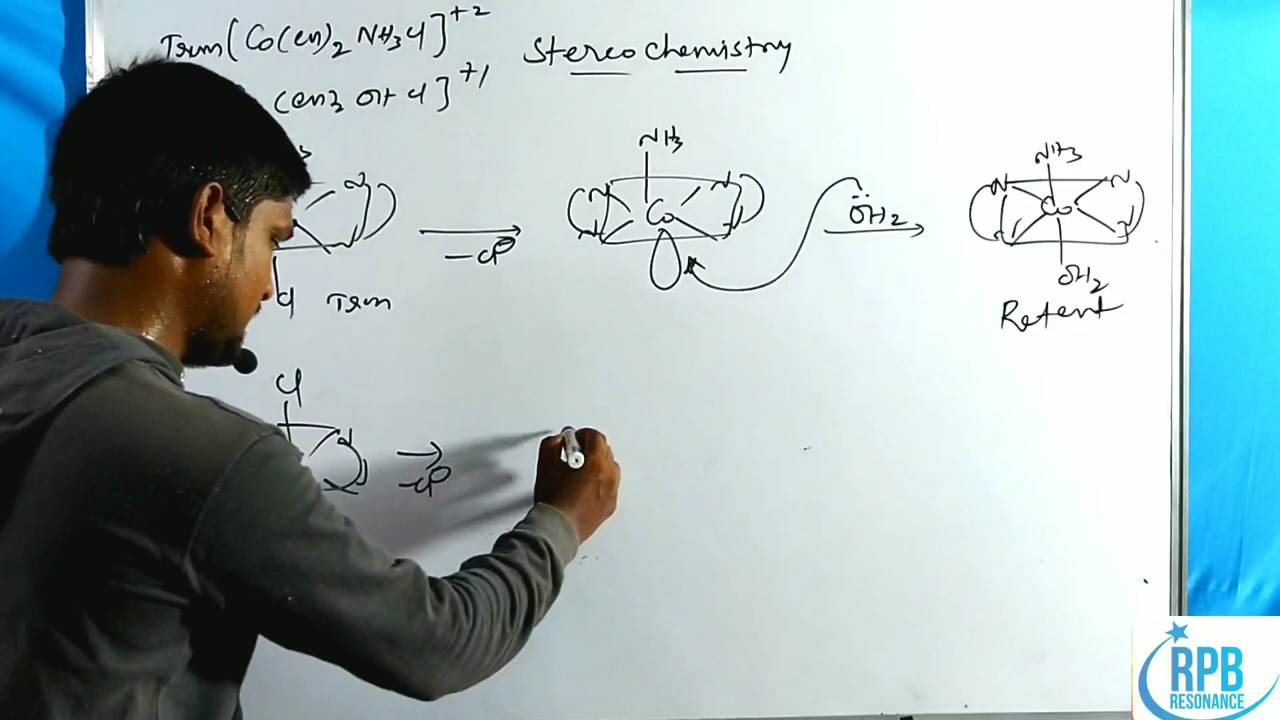 Trans [Co(en)2 NH3 Cl]+2
Stereochemistry
(en)2 OH Cl]+1
N
Cl
Trans
-Cl⊖
NH3
N N
Co
N N
ÖH2
NH3
N N
Co
N N
OH2
Retent
Cl
N
-Cl⊖
RPB
RESONANCE